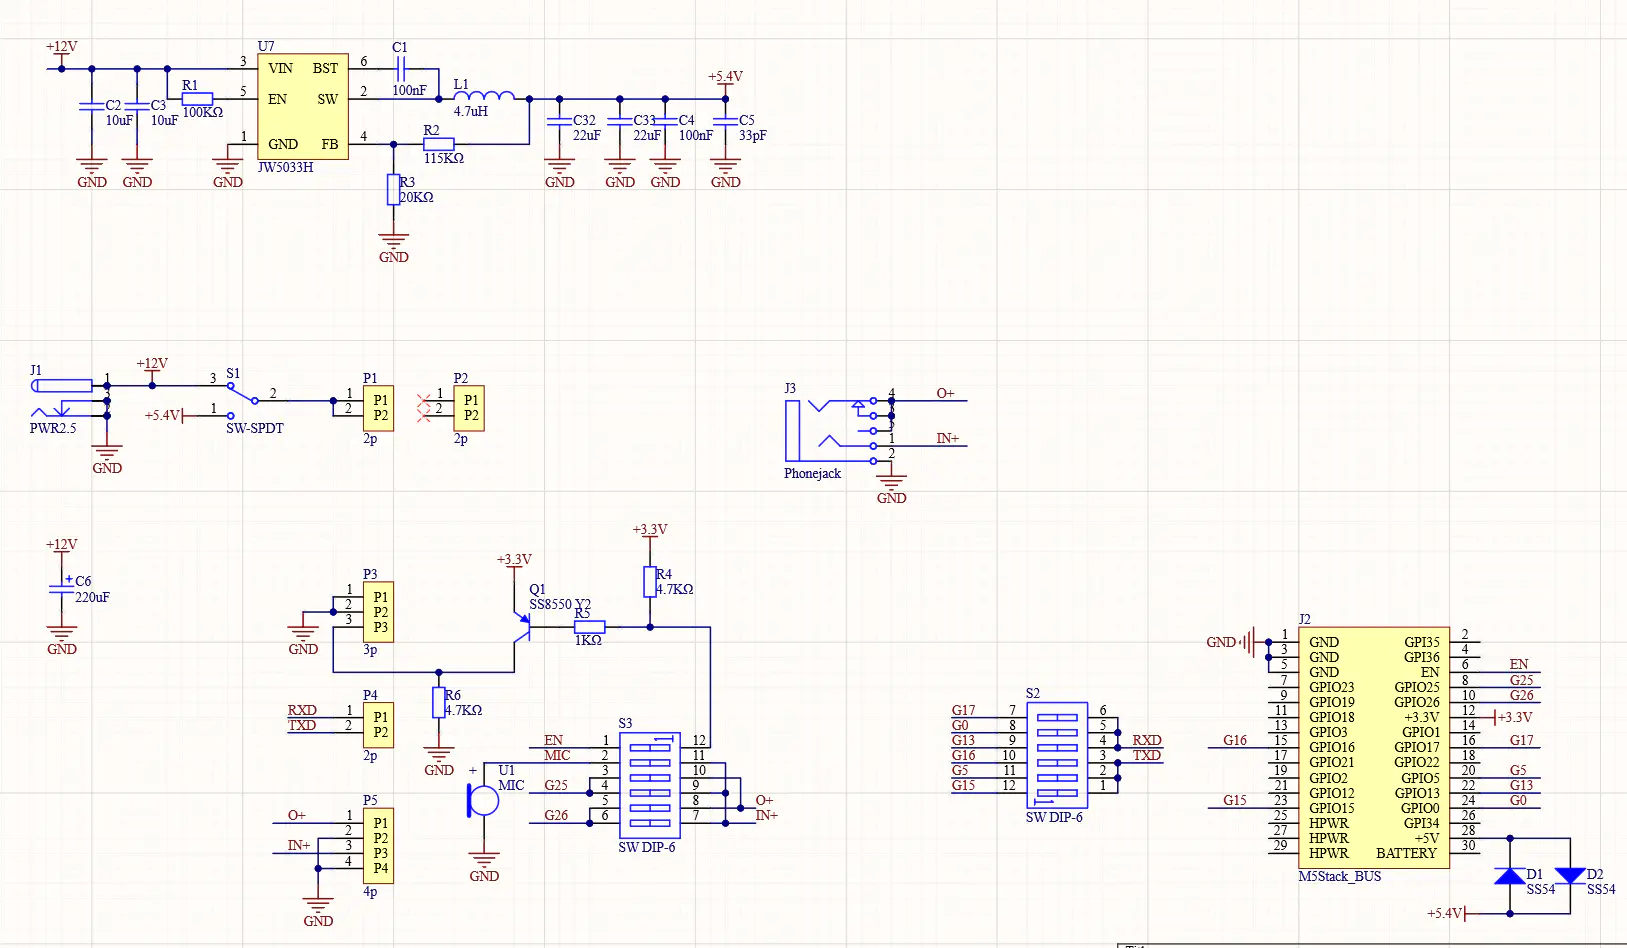 +12V
U7
3 VIN BST 6
C1
100nF
R1
100KΩ
5 EN SW 2
L1
4.7uH
+5.4V
C2
10uF
C3
10uF
1 GND FB 4
JW5033H
GND GND GND
R2
115KΩ
R3
20KΩ
GND
C32
22uF
C33
22uF
C4
100nF
C5
33pF
GND GND GND GND
J1
PWR2.5
1
GND
+12V
3 S1
2
+5.4V 1
SW-SPDT
P1
1 P1
2 P2
2p
P2
1 P1
2 P2
2p
J3
Phonejack
4 O+
1 IN+
2
GND
+12V
C6
220uF
GND
P3
1 P1
2 P2
3 P3
3p
GND
+3.3V
Q1
SS8550 Y2
R5
1KΩ
+3.3V
R4
4.7KΩ
R6
4.7KΩ
GND
P4
RXD 1 P1
TXD 2 P2
2p
P5
O+ 1 P1
2 P2
IN+ 3 P3
4 P4
4p
GND
+ U1
MIC
GND
S3
EN 1 12
MIC 2 11
3 10
G25 4 9
5 8 O+
G26 6 7 IN+
SW DIP-6
S2
G17 7 6
G0 8 5
G13 9 4 RXD
G16 10 3 TXD
G5 11 2
G15 12 1
SW DIP-6
J2
GND 1 GND GPI35 2
3 GND GPI36 4
5 GND EN 6 EN
7 GPIO23 GPIO25 8 G25
9 GPIO19 GPIO26 10 G26
11 GPIO18 +3.3V 12 +3.3V
13 GPIO3 GPIO1 14
G16 15 GPIO16 GPIO17 16 G17
17 GPIO21 GPIO22 18
19 GPIO2 GPIO5 20 G5
21 GPIO12 GPIO13 22 G13
G15 23 GPIO15 GPIO0 24 G0
25 HPWR GPI34 26
27 HPWR +5V 28
29 HPWR BATTERY 30
M5Stack_BUS
D1
SS54
D2
SS54
+5.4V